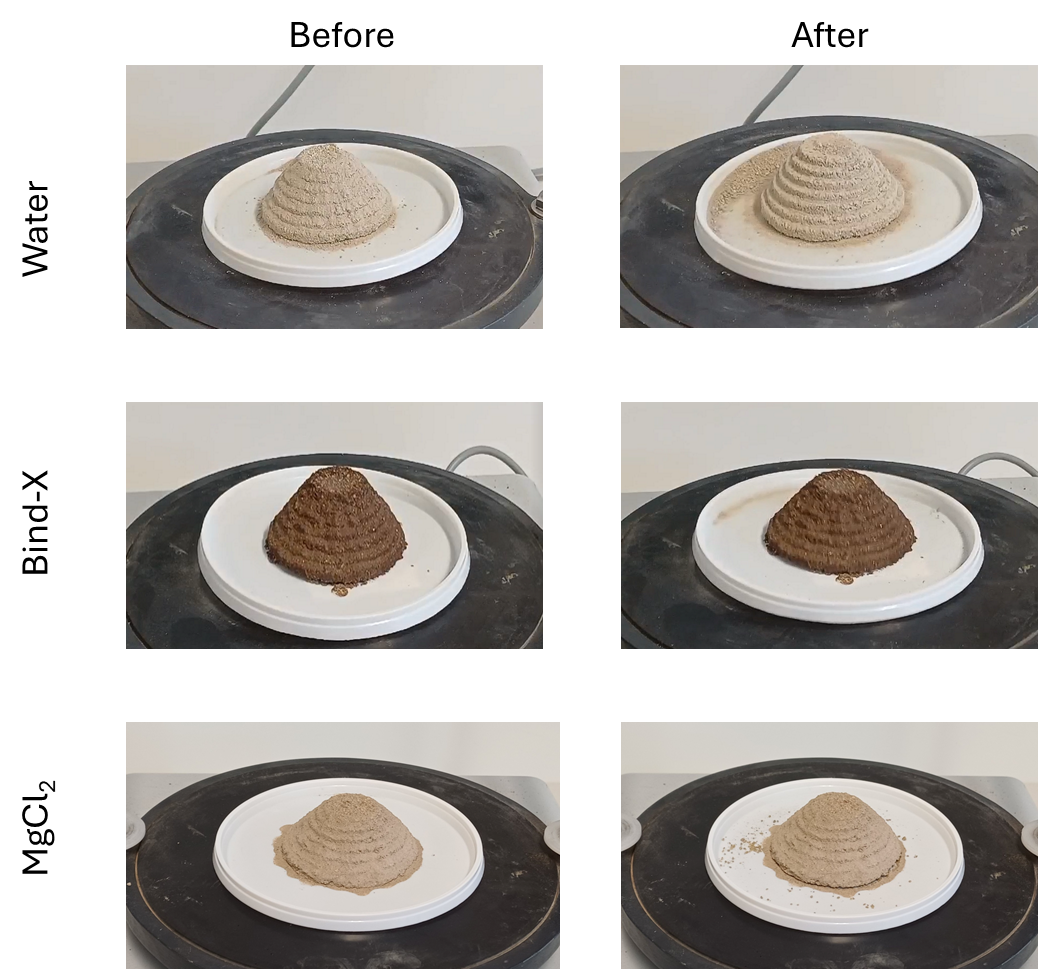 Before
After
Water
Bind-X
MgCl₂